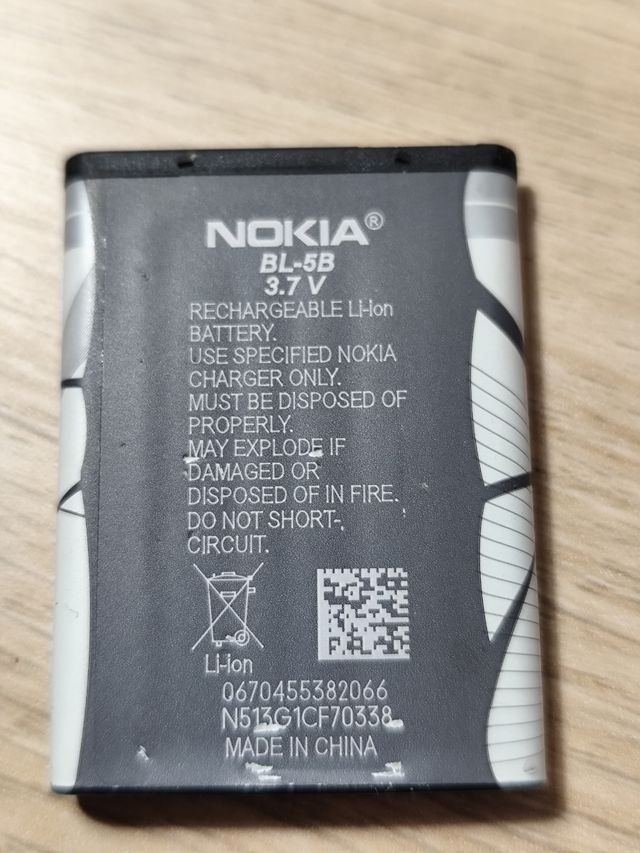 NOKIA®
BL-5B
3.7 V
RECHARGEABLE Li-Ion
BATTERY.
USE SPECIFIED NOKIA
CHARGER ONLY.
MUST BE DISPOSED OF
PROPERLY.
MAY EXPLODE IF
DAMAGED OR
DISPOSED OF IN FIRE.
DO NOT SHORT-
CIRCUIT.
Li-ion
0670455382066
N513G1CF70338
MADE IN CHINA